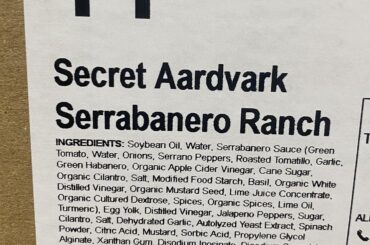 Secret Aardvark
Serrabanero Ranch
INGREDIENTS: Soybean Oil, Water, Serrabanero Sauce (Green
Tomato, Water, Onions, Serrano Peppers, Roasted Tomatillo, Garlic,
Green Habanero, Organic Apple Cider Vinegar, Cane Sugar,
Organic Cilantro, Salt, Modified Food Starch, Basil, Organic White
Distilled Vinegar, Organic Mustard Seed, Lime Juice Concentrate,
Organic Cultured Dextrose, Spices, Organic Spices, Lime Oil,
Turmeric), Egg Yolk, Distilled Vinegar, Jalapeno Peppers, Sugar,
Cilantro, Salt, Dehydrated Garlic, Autolyzed Yeast Extract, Spinach
Powder, Citric Acid, Mustard, Sorbic Acid, Propylene Glycol
Alginate, Xanthan Gum, Disodium Inosinate, Disodium
T